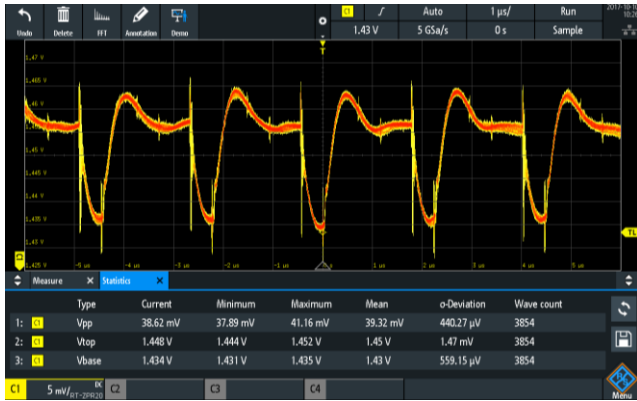 Undo Delete FFT Annotation Demo
C1 Auto 1 µs/ Run
1.43 V 5 GSa/s 0 s Sample
T
1.47 V
1.465 V
1.46 V
1.45 V
1.44 V
1.435 V
1.43 V
1.425 V
-5 µs -4 µs -3 µs -2 µs -1 µs 1 µs 2 µs 3 µs 4 µs 5 µs
TL
Measure X Statistics X
Type Current Minimum Maximum Mean σ-Deviation Wave count
1: C1 Vpp 38.62 mV 37.89 mV 41.16 mV 39.32 mV 440.27 µV 3854
2: C1 Vtop 1.448 V 1.444 V 1.452 V 1.45 V 1.47 mV 3854
3: C1 Vbase 1.434 V 1.431 V 1.435 V 1.43 V 559.15 µV 3854
C1 5 mV/ DC RT-ZPR20 C2 C3 C4
Menu